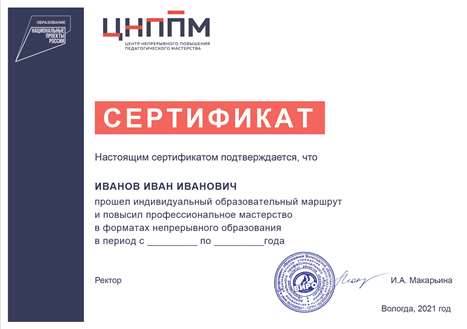 ОБРАЗОВАНИЕ
НАЦИОНАЛЬНЫЕ
ПРОЕКТЫ
РОССИИ
ЦНППМ
ЦЕНТР НЕПРЕРЫВНОГО ПОВЫШЕНИЯ
ПЕДАГОГИЧЕСКОГО МАСТЕРСТВА
СЕРТИФИКАТ
Настоящим сертификатом подтверждается, что
ИВАНОВ ИВАН ИВАНОВИЧ
прошел индивидуальный образовательный маршрут
и повысил профессиональное мастерство
в форматах непрерывного образования
в период с _________ по _________года
ВИРО
Ректор
И.А. Макарьина
Вологда, 2021 год